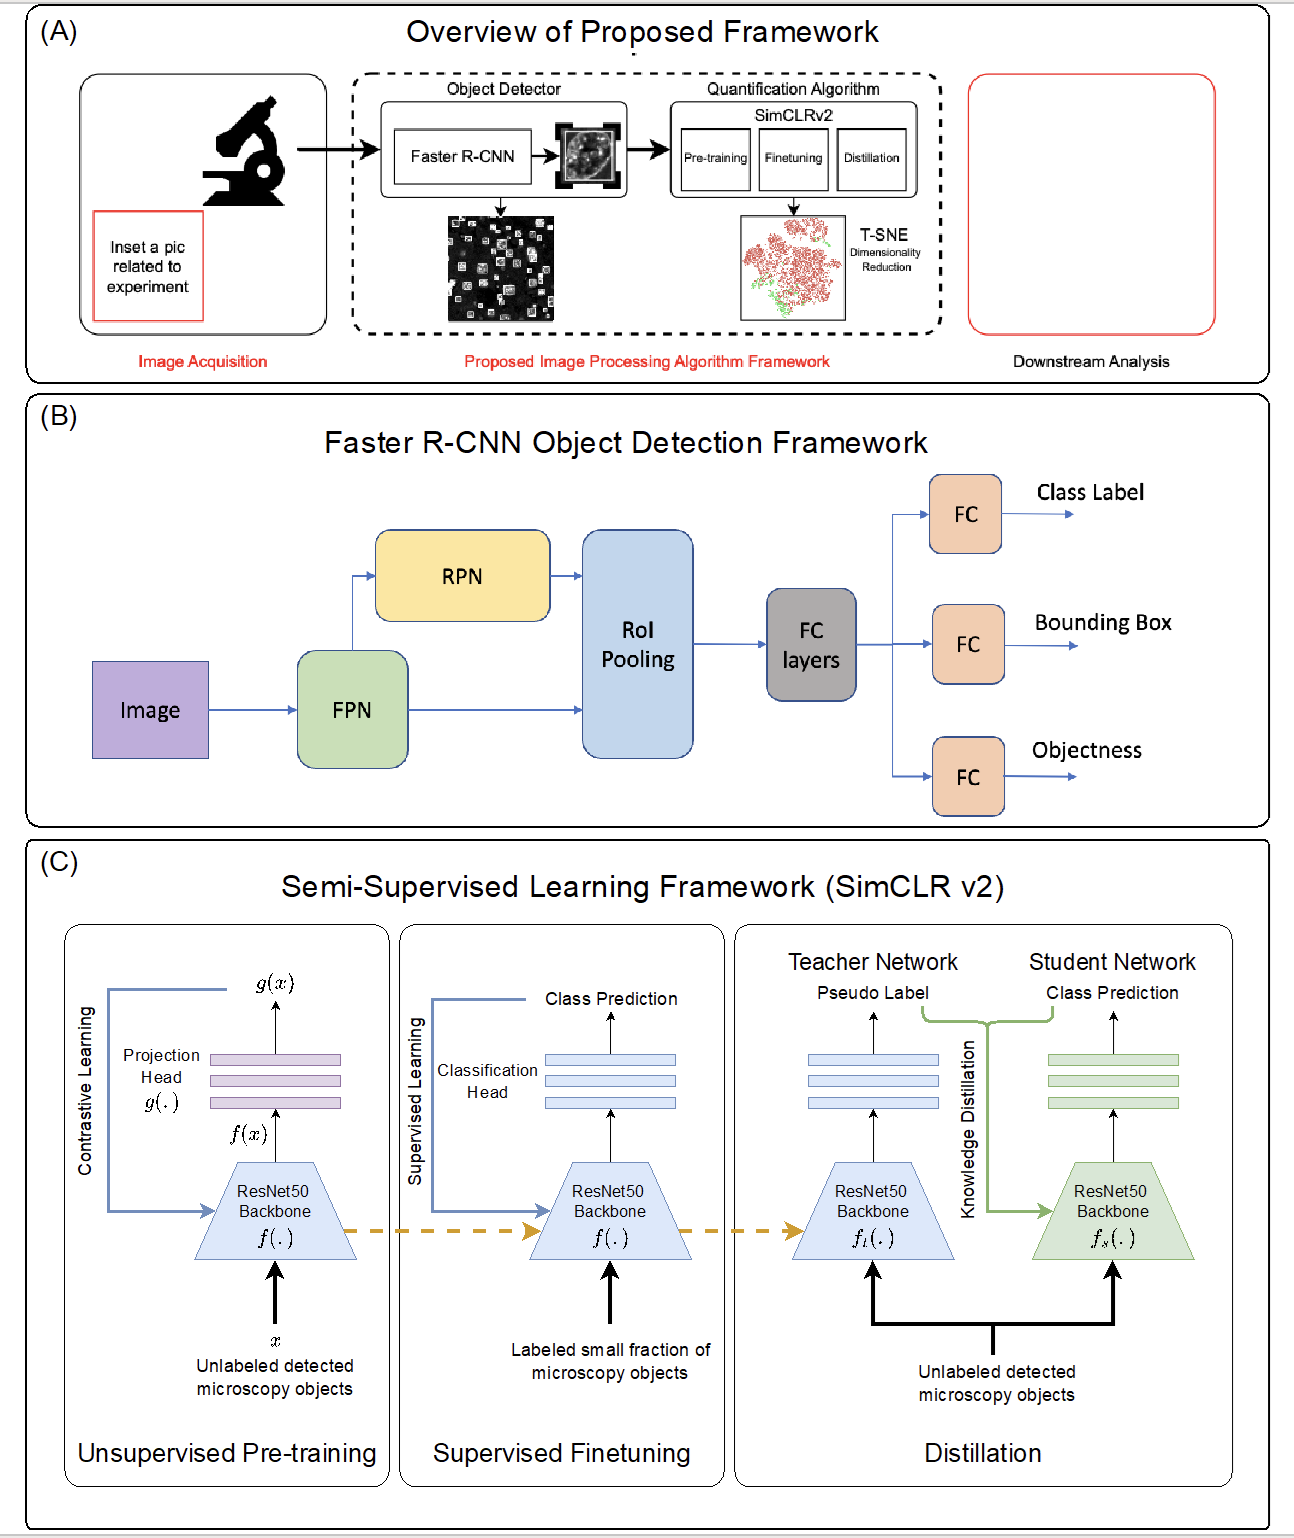 (A)
Overview of Proposed Framework
Object Detector
Faster R-CNN
Quantification Algorithm
SimCLRv2
Pre-training
Finetuning
Distillation
Inset a pic
related to
experiment
T-SNE
Dimensionality
Reduction
Image Acquisition
Proposed Image Processing Algorithm Framework
Downstream Analysis
(B)
Faster R-CNN Object Detection Framework
Image
FPN
RPN
RoI
Pooling
FC
layers
FC
Class Label
FC
Bounding Box
FC
Objectness
(C)
Semi-Supervised Learning Framework (SimCLR v2)
Contrastive Learning
g(x)
Projection
Head
g(.)
f(x)
ResNet50
Backbone
f(.)
x
Unlabeled detected
microscopy objects
Unsupervised Pre-training
Supervised Learning
Class Prediction
Classification
Head
ResNet50
Backbone
f(.)
Labeled small fraction of
microscopy objects
Supervised Finetuning
Teacher Network
Pseudo Label
ResNet50
Backbone
fₜ(.)
Student Network
Class Prediction
Knowledge Distillation
ResNet50
Backbone
fₛ(.)
Unlabeled detected
microscopy objects
Distillation